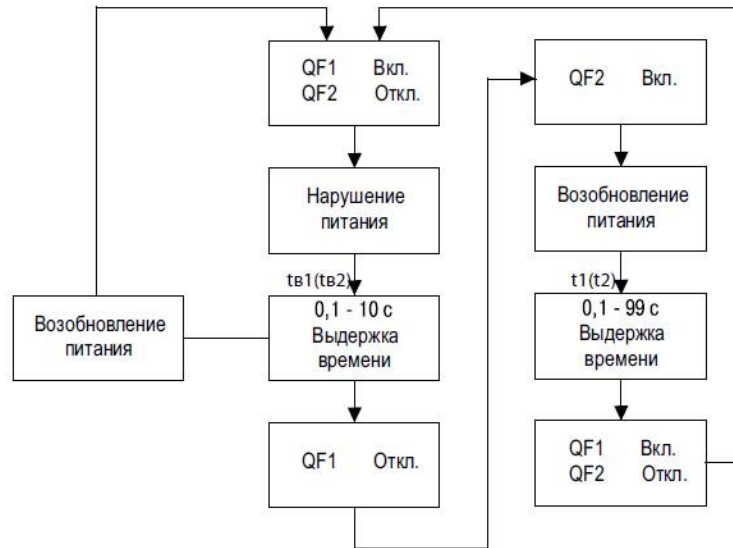 QF1 Вкл.
QF2 Откл.
Нарушение
питания
tв1(tв2)
0,1 - 10 с
Выдержка
времени
Возобновление
питания
QF1 Откл.
QF2 Вкл.
Возобновление
питания
t1(t2)
0,1 - 99 с
Выдержка
времени
QF1 Вкл.
QF2 Откл.